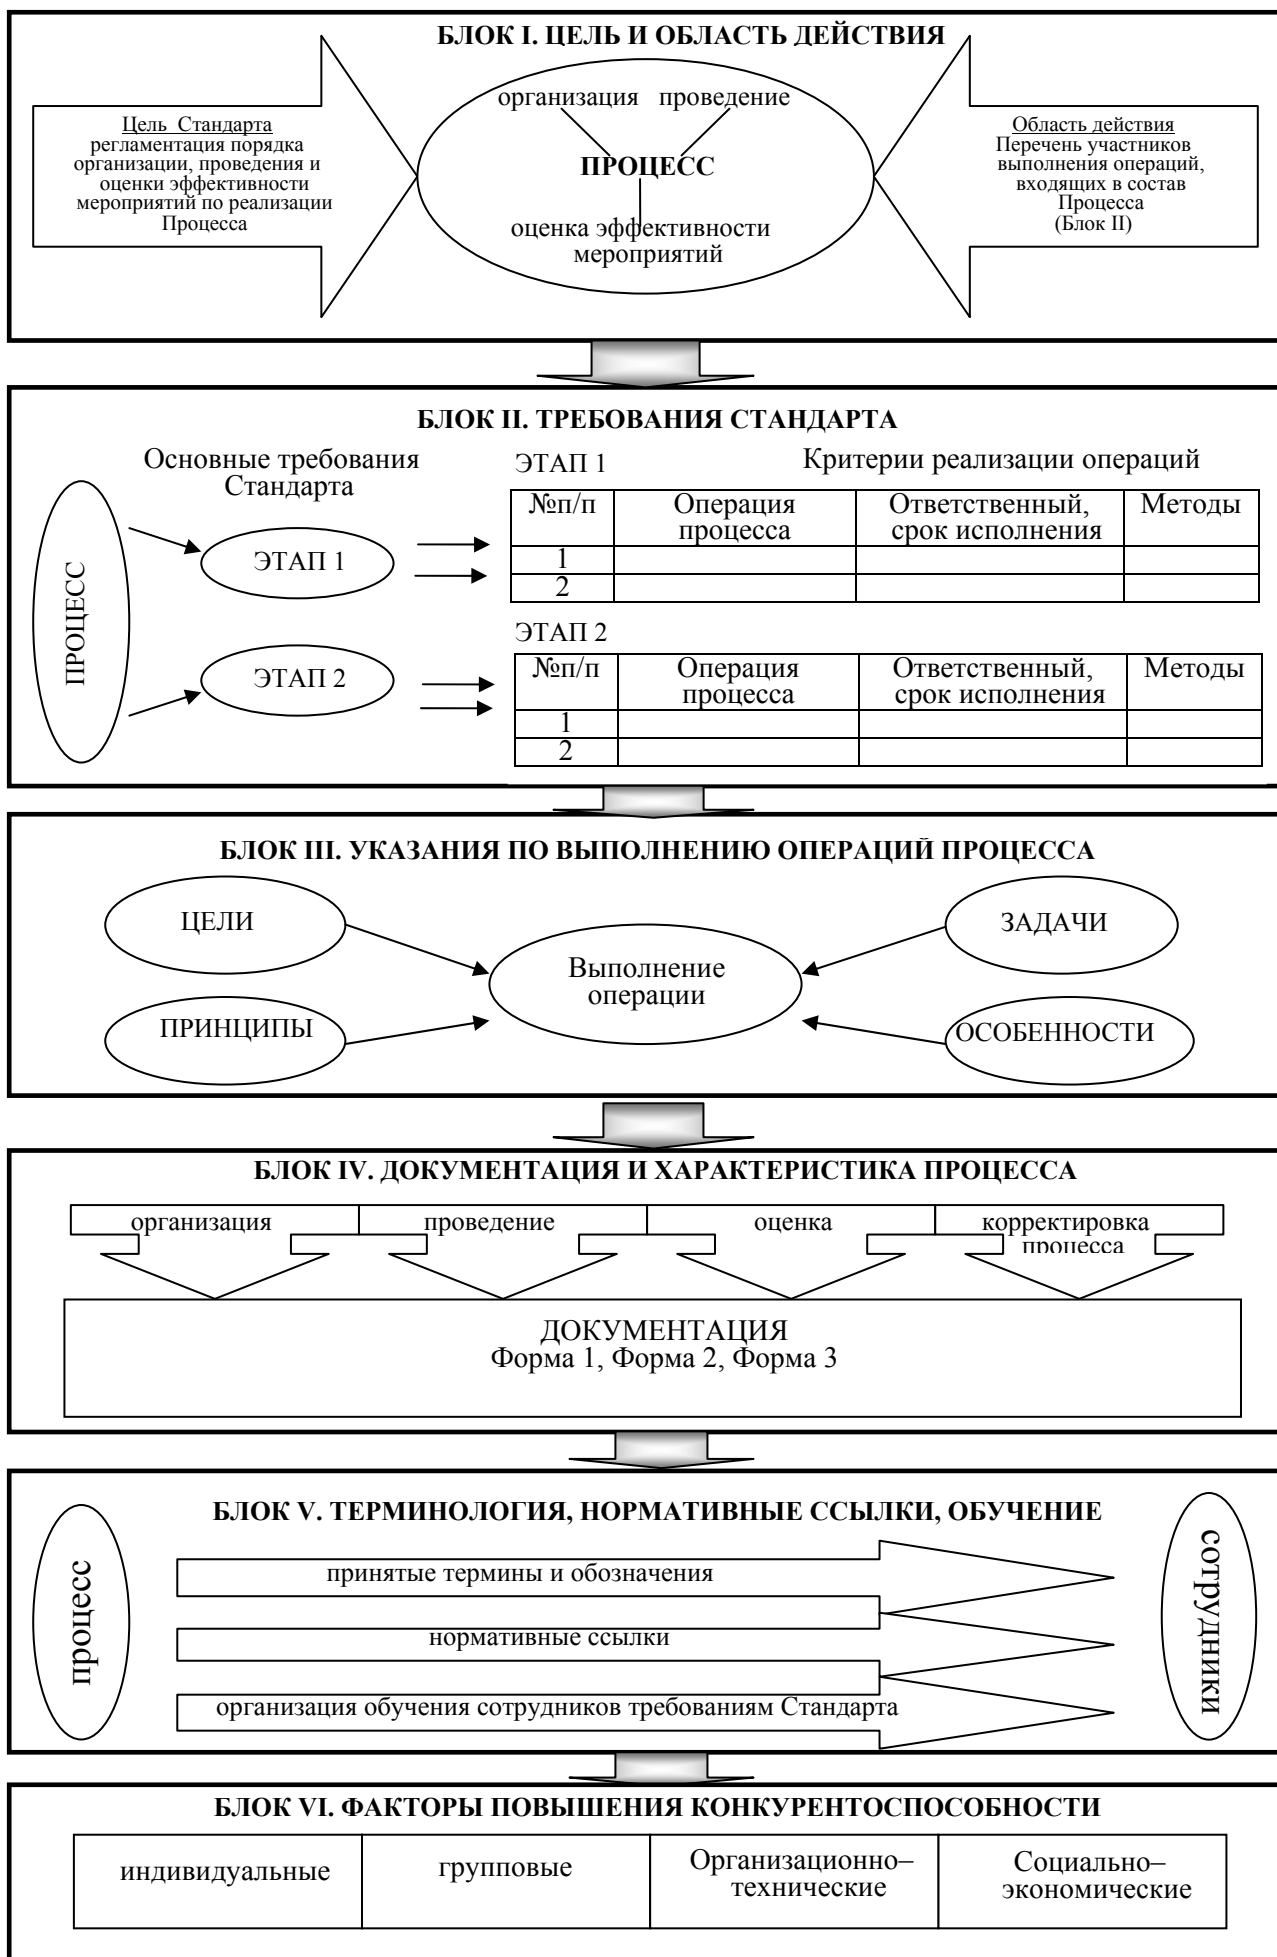 БЛОК I. ЦЕЛЬ И ОБЛАСТЬ ДЕЙСТВИЯ
Цель Стандарта
регламентация порядка
организации, проведения и
оценки эффективности
мероприятий по реализации
Процесса
организация проведение
ПРОЦЕСС
оценка эффективности
мероприятий
Область действия
Перечень участников
выполнения операций,
входящих в состав
Процесса
(Блок II)
БЛОК II. ТРЕБОВАНИЯ СТАНДАРТА
Основные требования
Стандарта
ПРОЦЕСС
ЭТАП 1
ЭТАП 2
ЭТАП 1 Критерии реализации операций
№п/п Операция процесса Ответственный, срок исполнения Методы
1
2
ЭТАП 2
№п/п Операция процесса Ответственный, срок исполнения Методы
1
2
БЛОК III. УКАЗАНИЯ ПО ВЫПОЛНЕНИЮ ОПЕРАЦИЙ ПРОЦЕССА
ЦЕЛИ
ЗАДАЧИ
Выполнение
операции
ПРИНЦИПЫ
ОСОБЕННОСТИ
БЛОК IV. ДОКУМЕНТАЦИЯ И ХАРАКТЕРИСТИКА ПРОЦЕССА
организация
проведение
оценка
корректировка
процесса
ДОКУМЕНТАЦИЯ
Форма 1, Форма 2, Форма 3
БЛОК V. ТЕРМИНОЛОГИЯ, НОРМАТИВНЫЕ ССЫЛКИ, ОБУЧЕНИЕ
процесс
принятые термины и обозначения
нормативные ссылки
организация обучения сотрудников требованиям Стандарта
сотрудники
БЛОК VI. ФАКТОРЫ ПОВЫШЕНИЯ КОНКУРЕНТОСПОСОБНОСТИ
индивидуальные
групповые
Организационно–
технические
Социально–
экономические